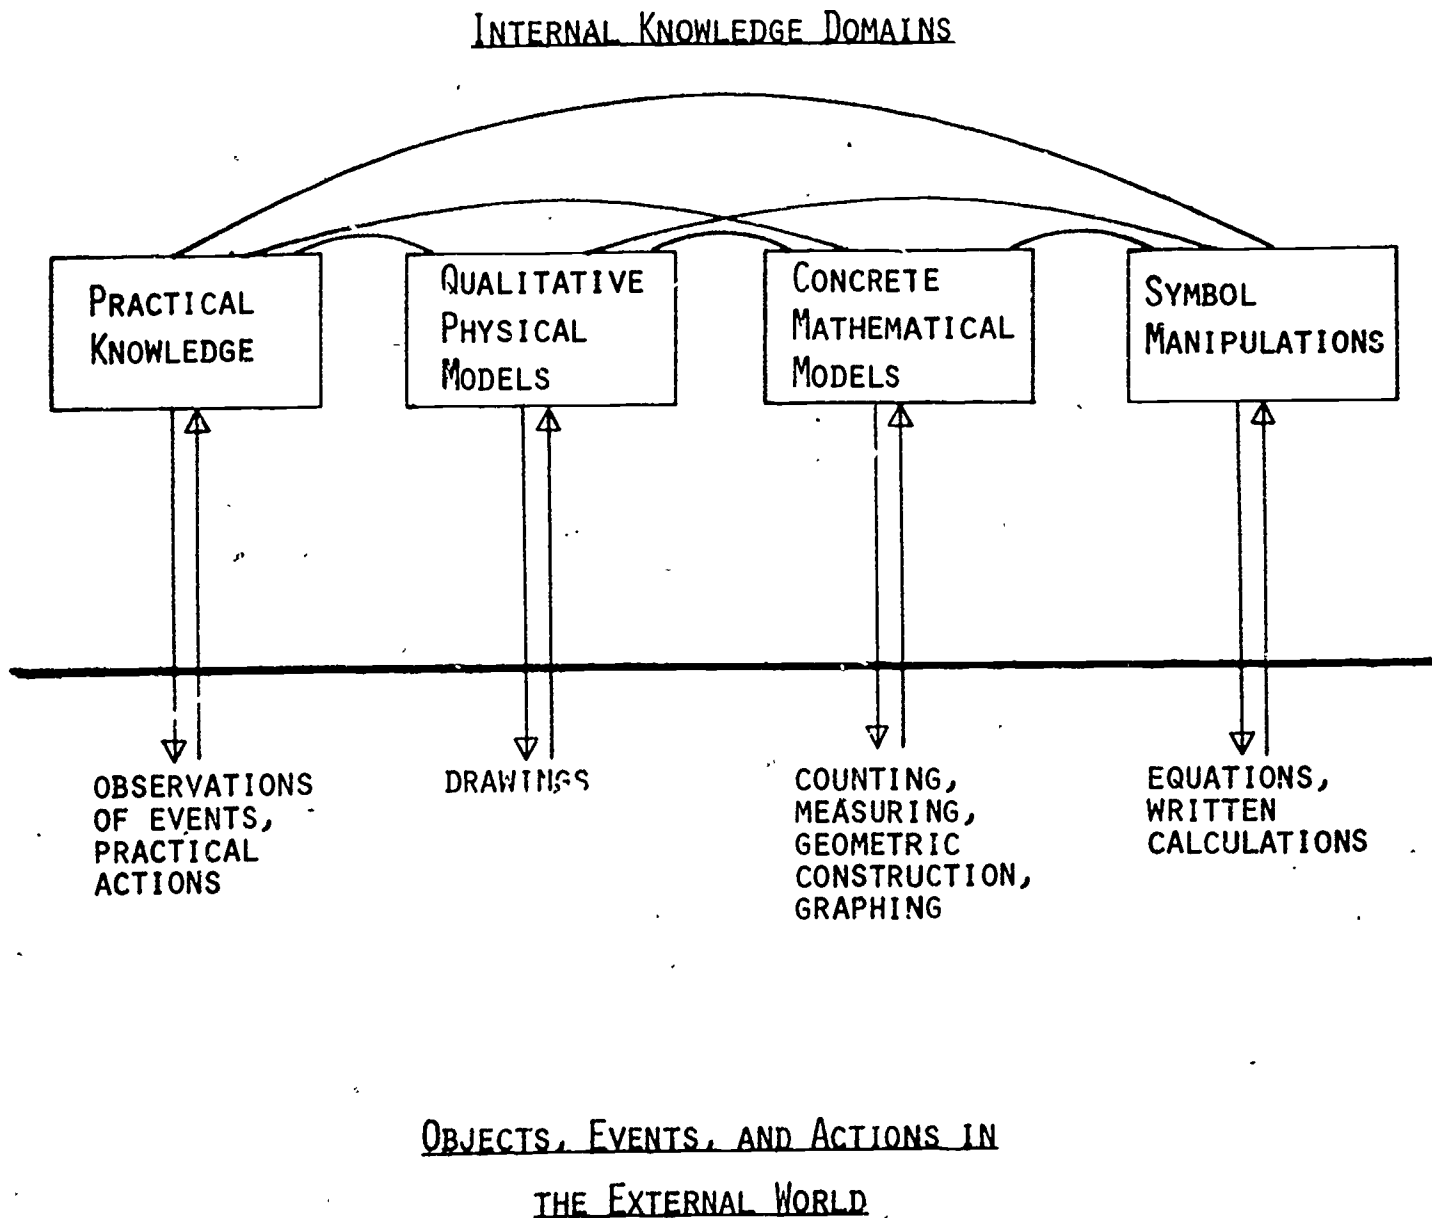 INTERNAL KNOWLEDGE DOMAINS
PRACTICAL
KNOWLEDGE
QUALITATIVE
PHYSICAL
MODELS
CONCRETE
MATHEMATICAL
MODELS
SYMBOL
MANIPULATIONS
OBSERVATIONS
OF EVENTS,
PRACTICAL
ACTIONS
DRAWINGS
COUNTING,
MEASURING,
GEOMETRIC
CONSTRUCTION,
GRAPHING
EQUATIONS,
WRITTEN
CALCULATIONS
OBJECTS, EVENTS, AND ACTIONS IN
THE EXTERNAL WORLD